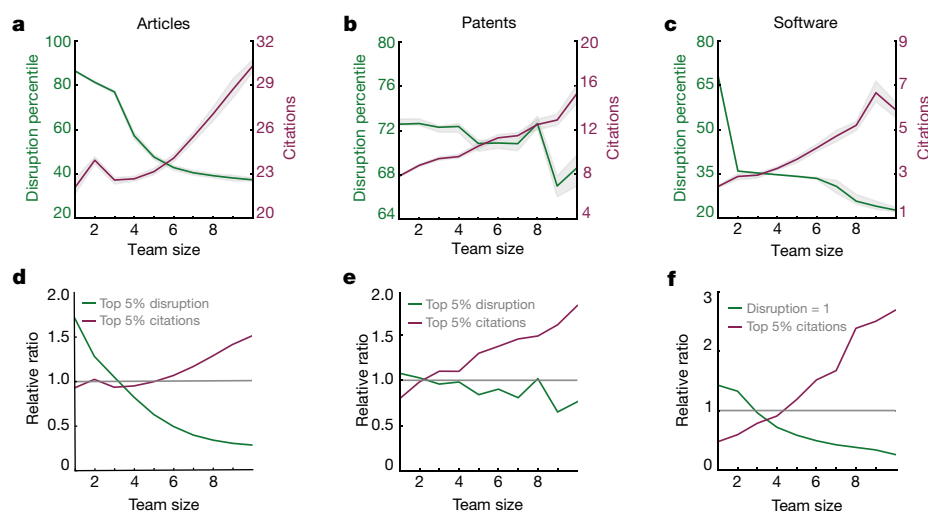 a Articles
100 80 60 40 20
Disruption percentile
32 29 26 23 20
Citations
2 4 6 8
Team size
b Patents
80 76 72 68 64
Disruption percentile
20 16 12 8 4
Citations
2 4 6 8
Team size
c Software
80 65 50 35 20
Disruption percentile
9 7 5 3 1
Citations
2 4 6 8
Team size
d
2.0 1.5 1.0 0.5 0
Relative ratio
Top 5% disruption
Top 5% citations
2 4 6 8
Team size
e
2.0 1.5 1.0 0.5 0
Relative ratio
Top 5% disruption
Top 5% citations
2 4 6 8
Team size
f
3 2 1 0
Relative ratio
Disruption = 1
Top 5% citations
2 4 6 8
Team size